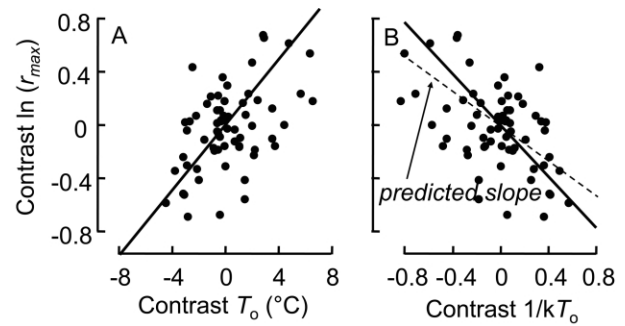 A
B
Contrast ln (r_max)
0.8
0.4
0
-0.4
-0.8
-8
-4
0
4
8
Contrast T_o (°C)
predicted slope
-0.8
-0.4
0.0
0.4
0.8
Contrast 1/kT_o